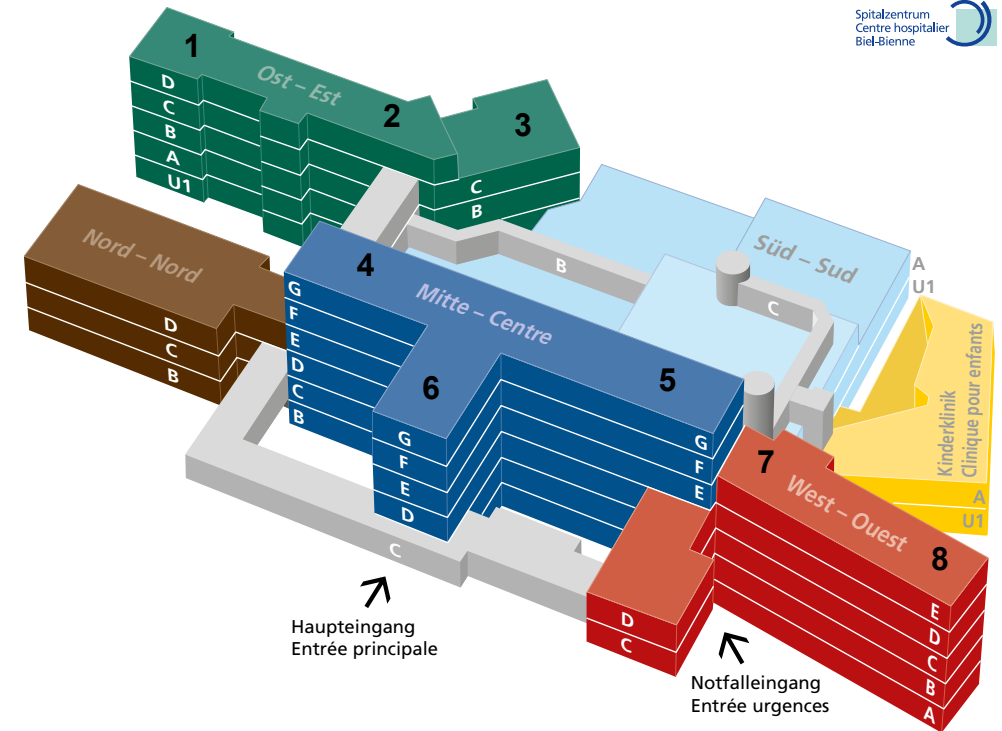 Spitalzentrum
Centre hospitalier
Biel-Bienne
1
Ost – Est
2
3
D
C
B
A
U1
C
B
Nord – Nord
D
C
B
4
Mitte – Centre
5
6
G
F
E
D
C
B
G
F
E
D
G
F
E
B
C
Süd – Sud
A
U1
Kinderklinik
Clinique pour enfants
A
U1
7
West – Ouest
8
E
D
C
B
A
D
C
C
Haupteingang
Entrée principale
Notfalleingang
Entrée urgences